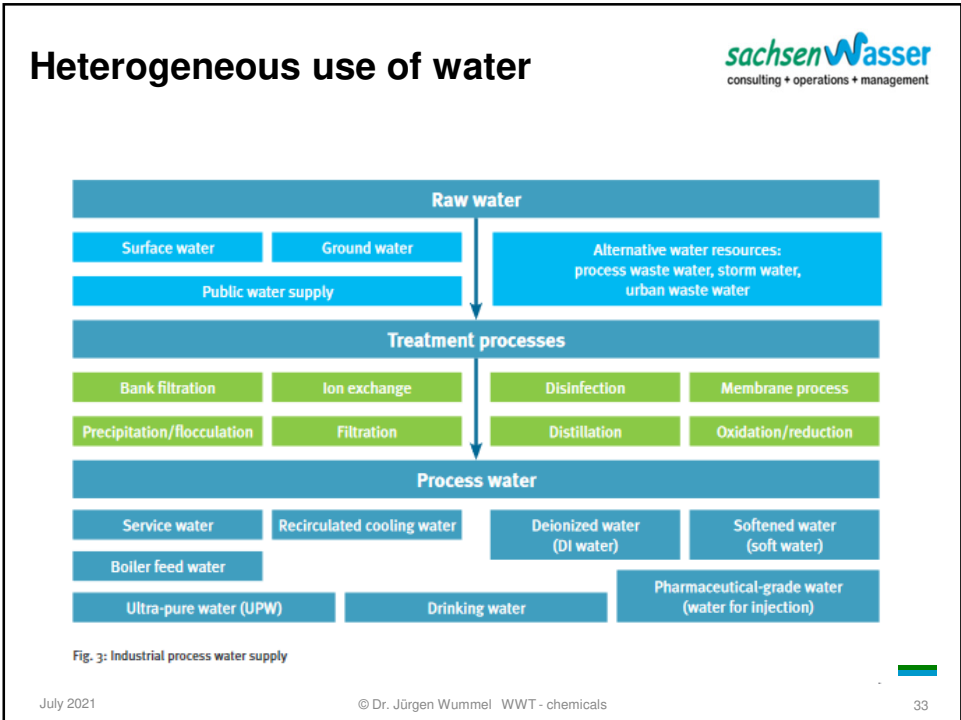 Heterogeneous use of water
sachsenWasser
consulting + operations + management
Raw water
Surface water
Ground water
Public water supply
Alternative water resources:
process waste water, storm water,
urban waste water
Treatment processes
Bank filtration
Ion exchange
Disinfection
Membrane process
Precipitation/flocculation
Filtration
Distillation
Oxidation/reduction
Process water
Service water
Recirculated cooling water
Deionized water
(DI water)
Softened water
(soft water)
Boiler feed water
Ultra-pure water (UPW)
Drinking water
Pharmaceutical-grade water
(water for injection)
Fig. 3: Industrial process water supply
July 2021
© Dr. Jürgen Wummel WWT - chemicals
33